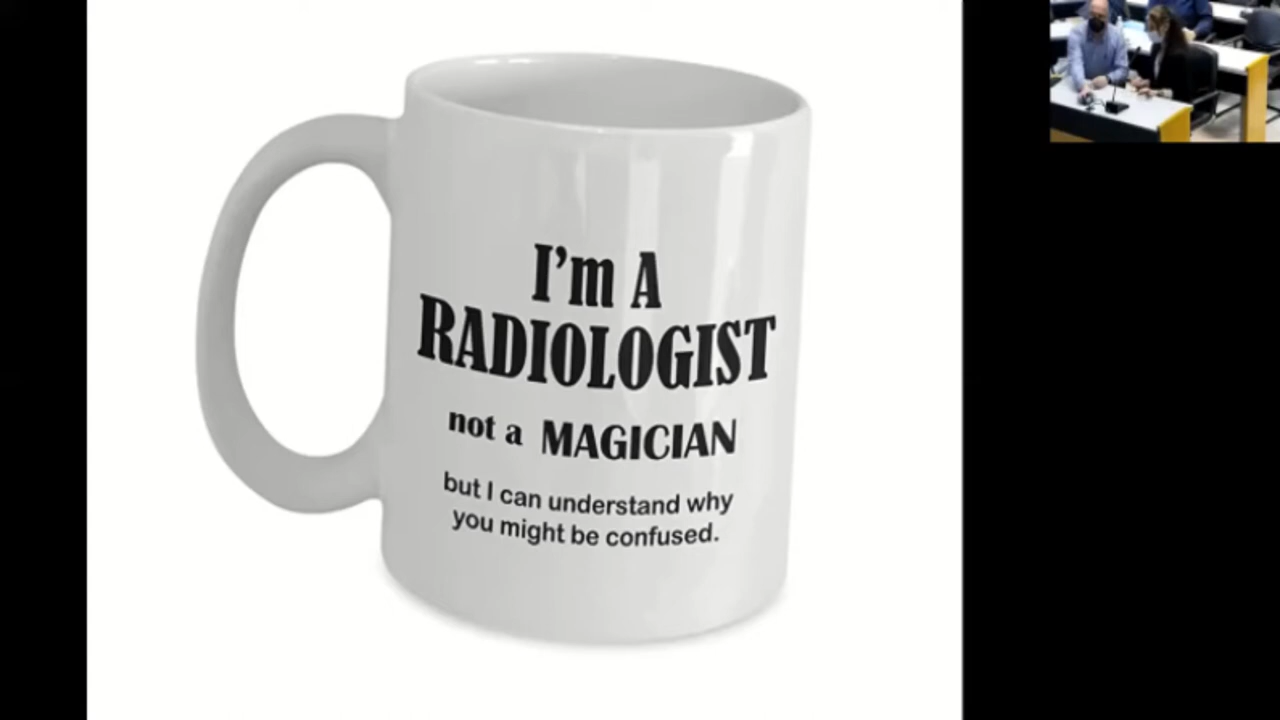 I'm A
RADIOLOGIST
not a MAGICIAN
but I can understand why
you might be confused.